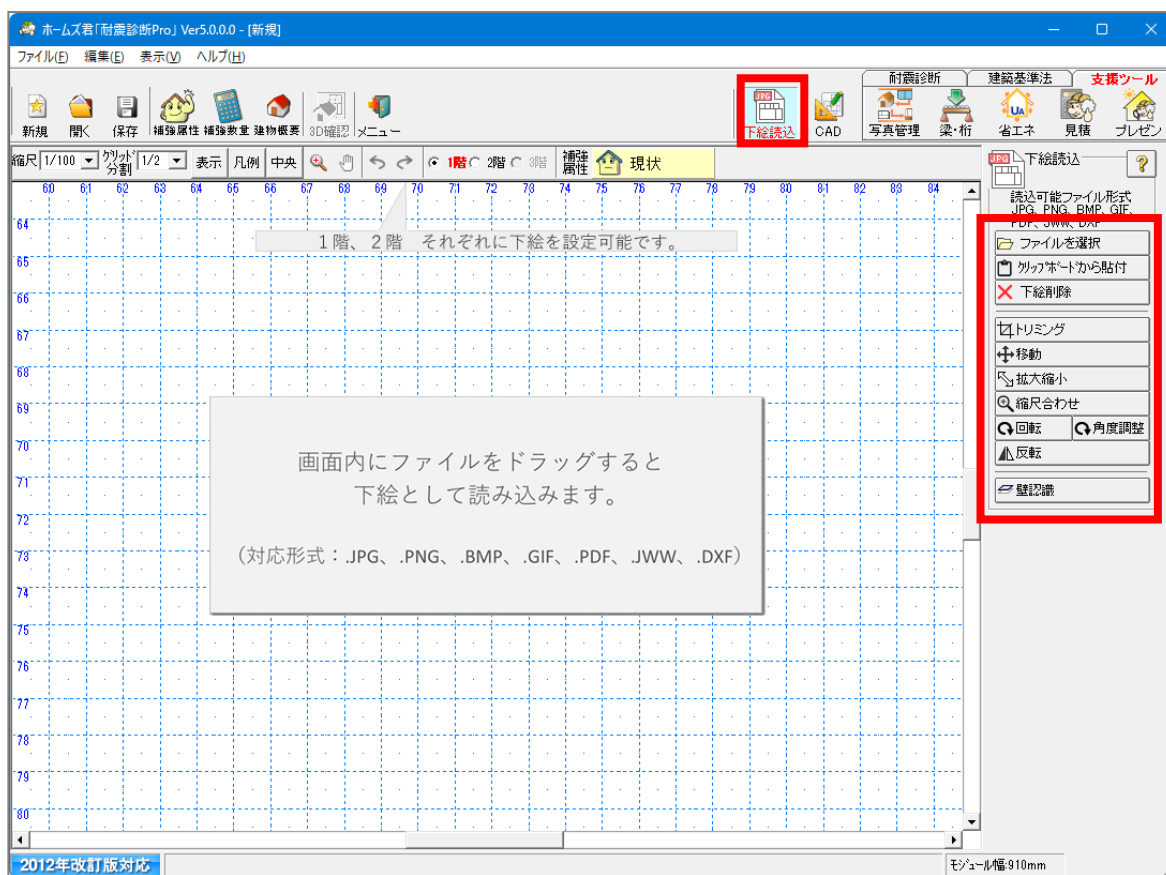 ホームズ君「耐震診断Pro」Ver5.0.0.0 - [新規]
ファイル(F) 編集(E) 表示(V) ヘルプ(H)
耐震診断 建築基準法 支援ツール
新規 開く 保存 補強属性 補強数量 建物概要 3D確認 メニュー 下絵読込 CAD 写真管理 梁・桁 省エネ 見積 プレゼン
縮尺 1/100 グリッド分割 1/2 表示 凡例 中央 1階 2階 3階 補強属性 現状
60 61 62 63 64 65 66 67 68 69 70 71 72 73 74 75 76 77 78 79 80 81 82 83 84
1階、2階 それぞれに下絵を設定可能です。
64
65
66
67
68
69
70
71
72
73
74
75
76
77
78
79
80
画面内にファイルをドラッグすると
下絵として読み込みます。
(対応形式:.JPG、.PNG、.BMP、.GIF、.PDF、.JWW、.DXF)
JPG 下絵読込 ?
読込可能ファイル形式
JPG、PNG、BMP、GIF、
PDF、JWW、DXF
ファイルを選択
クリップボードから貼付
下絵削除
トリミング
移動
拡大縮小
縮尺合わせ
回転 角度調整
反転
壁認識
2012年改訂版対応
モジュール幅:910mm